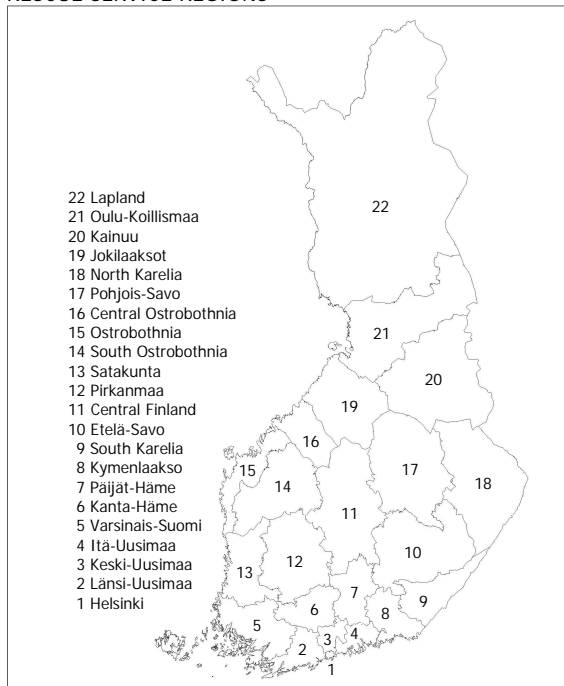 22 Lapland
21 Oulu-Koillismaa
20 Kainuu
19 Jokilaaksot
18 North Karelia
17 Pohjois-Savo
16 Central Ostrobothnia
15 Ostrobothnia
14 South Ostrobothnia
13 Satakunta
12 Pirkanmaa
11 Central Finland
10 Etelä-Savo
9 South Karelia
8 Kymenlaakso
7 Päijät-Häme
6 Kanta-Häme
5 Varsinais-Suomi
4 Itä-Uusimaa
3 Keski-Uusimaa
2 Länsi-Uusimaa
1 Helsinki
22
21
20
19
16
15
14
17
18
11
10
12
13
7
9
6
8
5
4
3
2
1